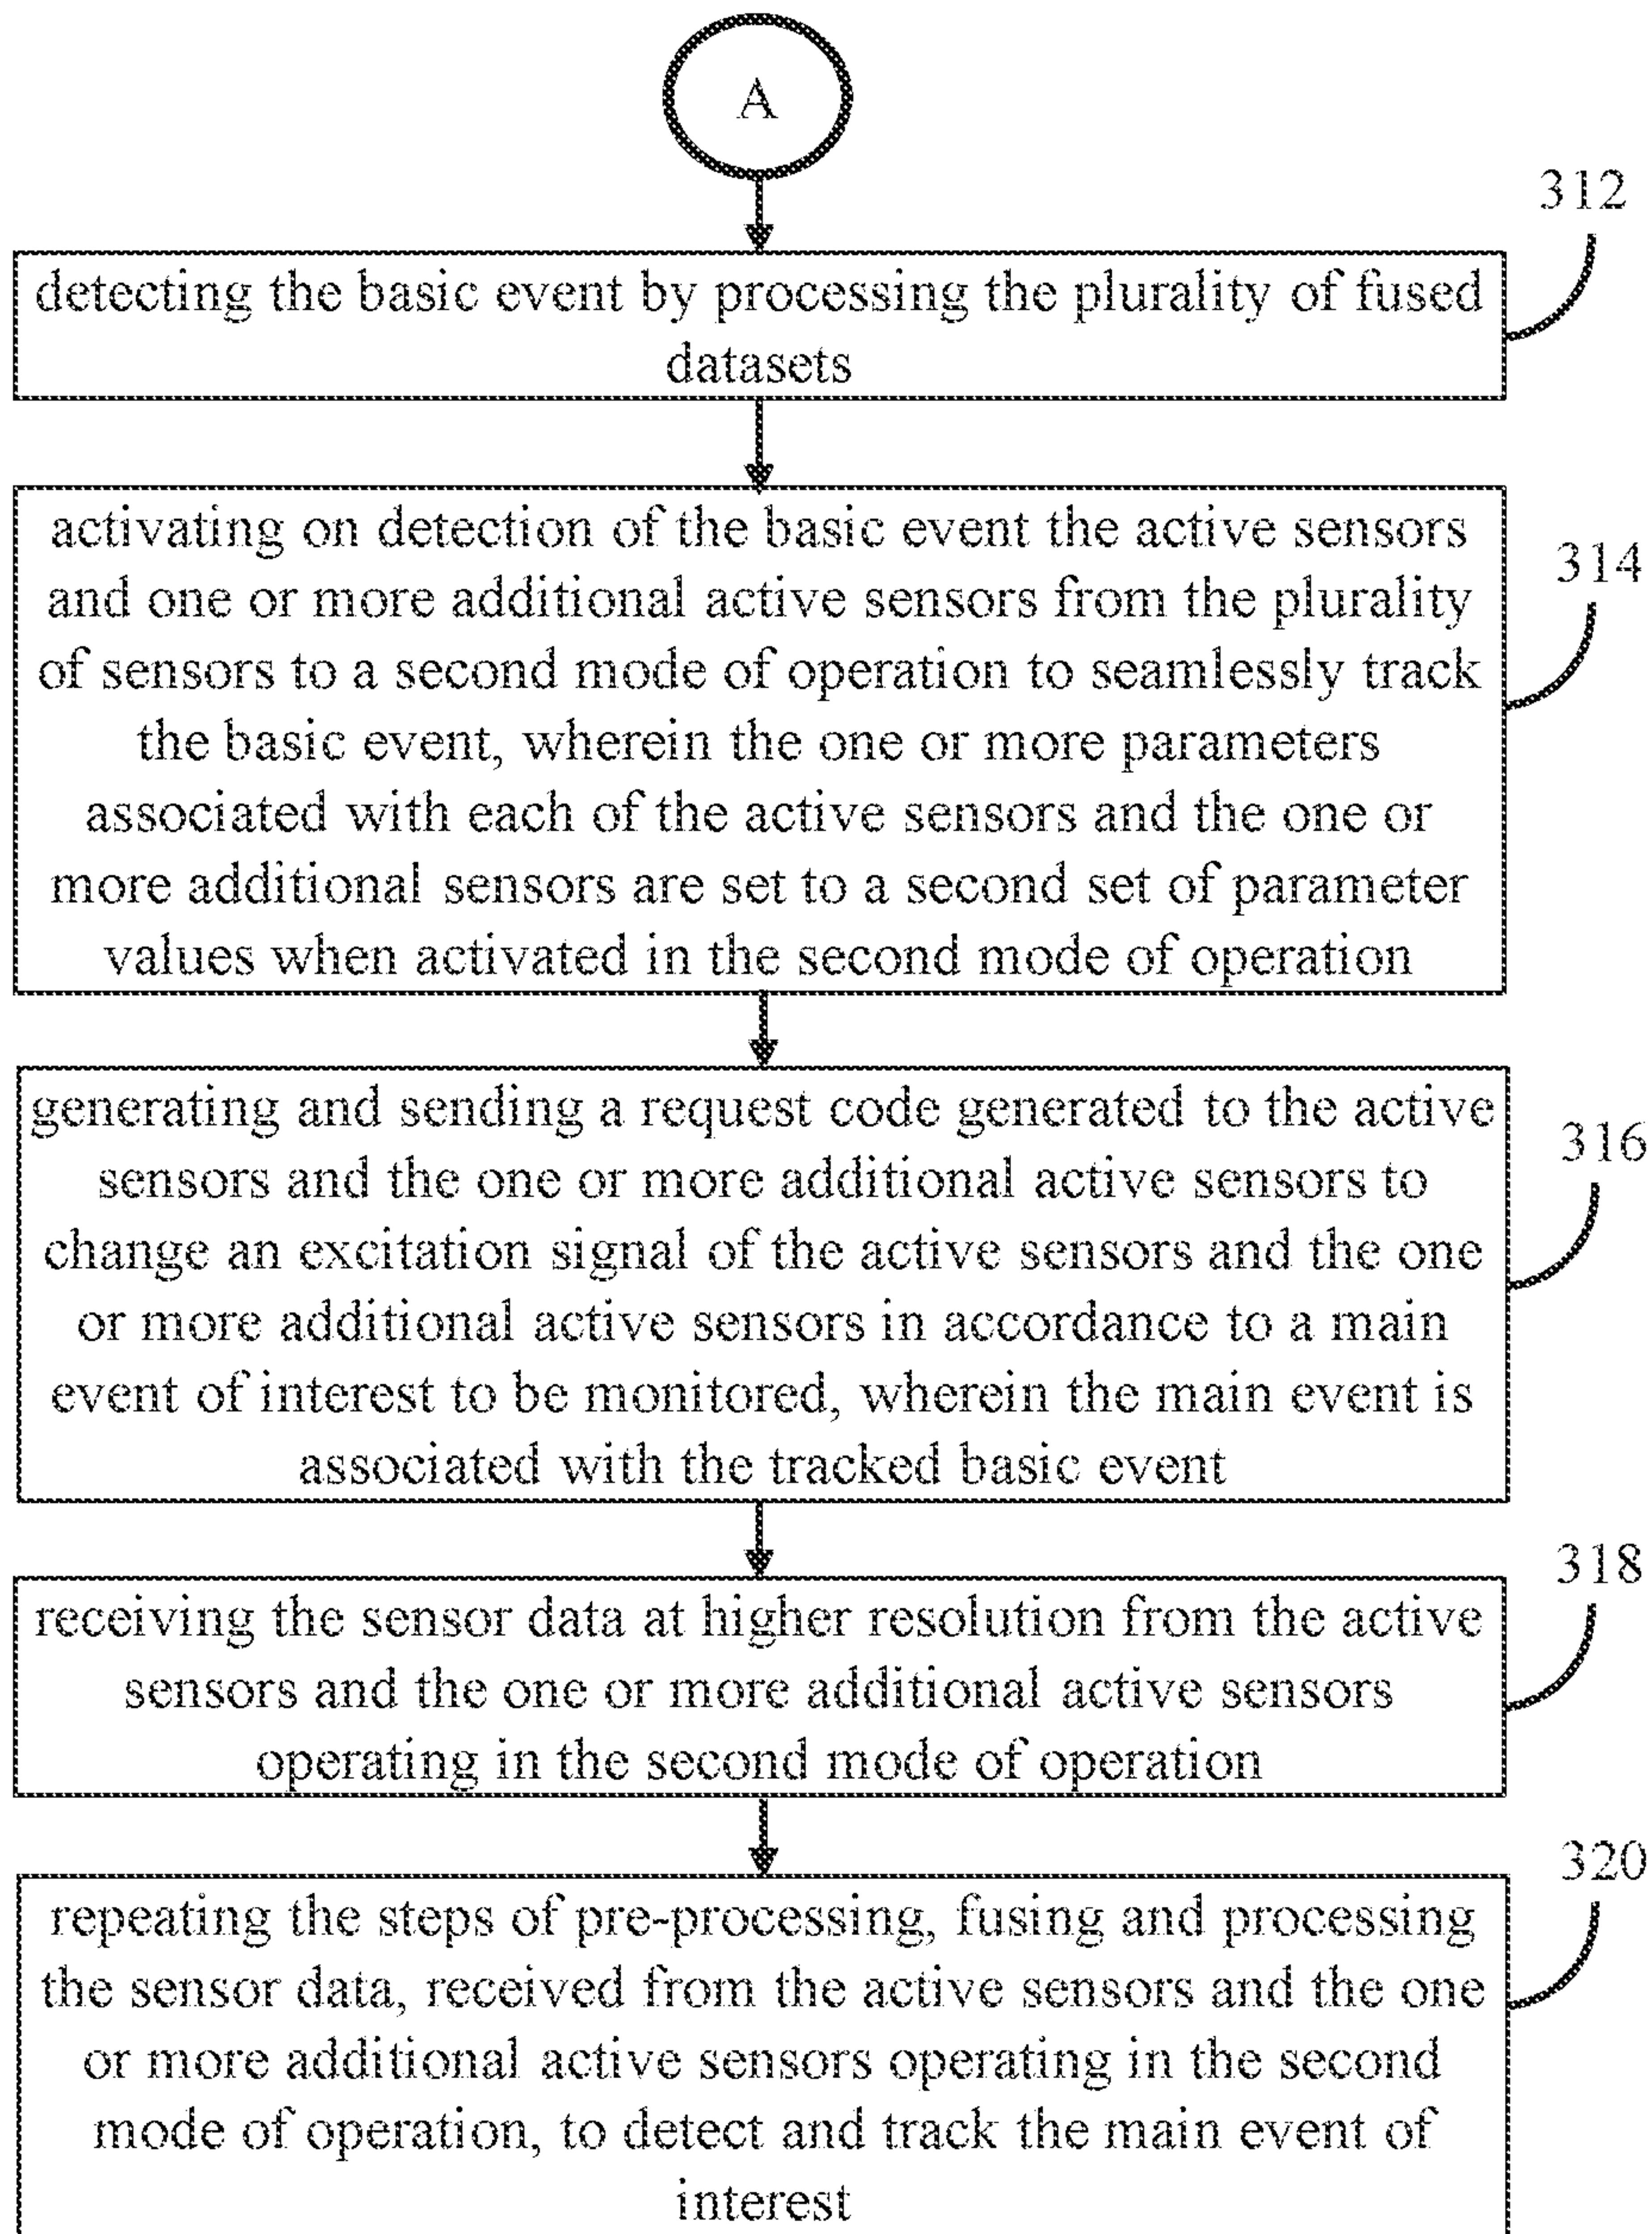 A
312
detecting the basic event by processing the plurality of fused
datasets
314
activating on detection of the basic event the active sensors
and one or more additional active sensors from the plurality
of sensors to a second mode of operation to seamlessly track
the basic event, wherein the one or more parameters
associated with each of the active sensors and the one or
more additional sensors are set to a second set of parameter
values when activated in the second mode of operation
316
generating and sending a request code generated to the active
sensors and the one or more additional active sensors to
change an excitation signal of the active sensors and the one
or more additional active sensors in accordance to a main
event of interest to be monitored, wherein the main event is
associated with the tracked basic event
318
receiving the sensor data at higher resolution from the active
sensors and the one or more additional active sensors
operating in the second mode of operation
320
repeating the steps of pre-processing, fusing and processing
the sensor data, received from the active sensors and the one
or more additional active sensors operating in the second
mode of operation, to detect and track the main event of
interest